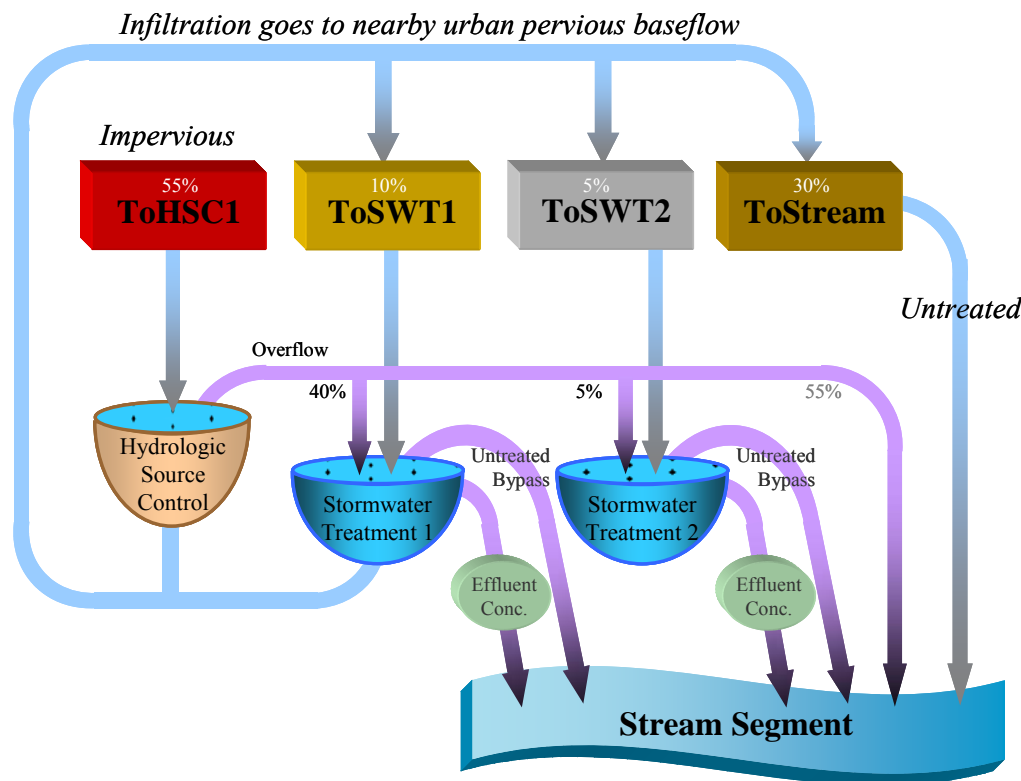 Infiltration goes to nearby urban pervious baseflow
Impervious
55%
ToHSC1
10%
ToSWT1
5%
ToSWT2
30%
ToStream
Untreated
Overflow
40%
5%
55%
Hydrologic
Source
Control
Stormwater
Treatment 1
Untreated
Bypass
Stormwater
Treatment 2
Untreated
Bypass
Effluent
Conc.
Effluent
Conc.
Stream Segment